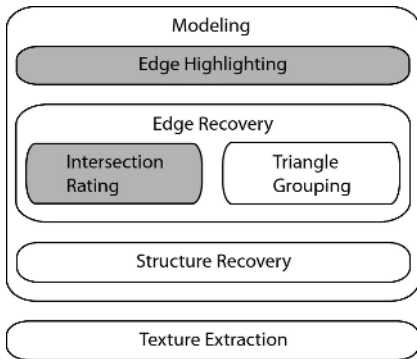 Modeling
Edge Highlighting
Edge Recovery
Intersection
Rating
Triangle
Grouping
Structure Recovery
Texture Extraction